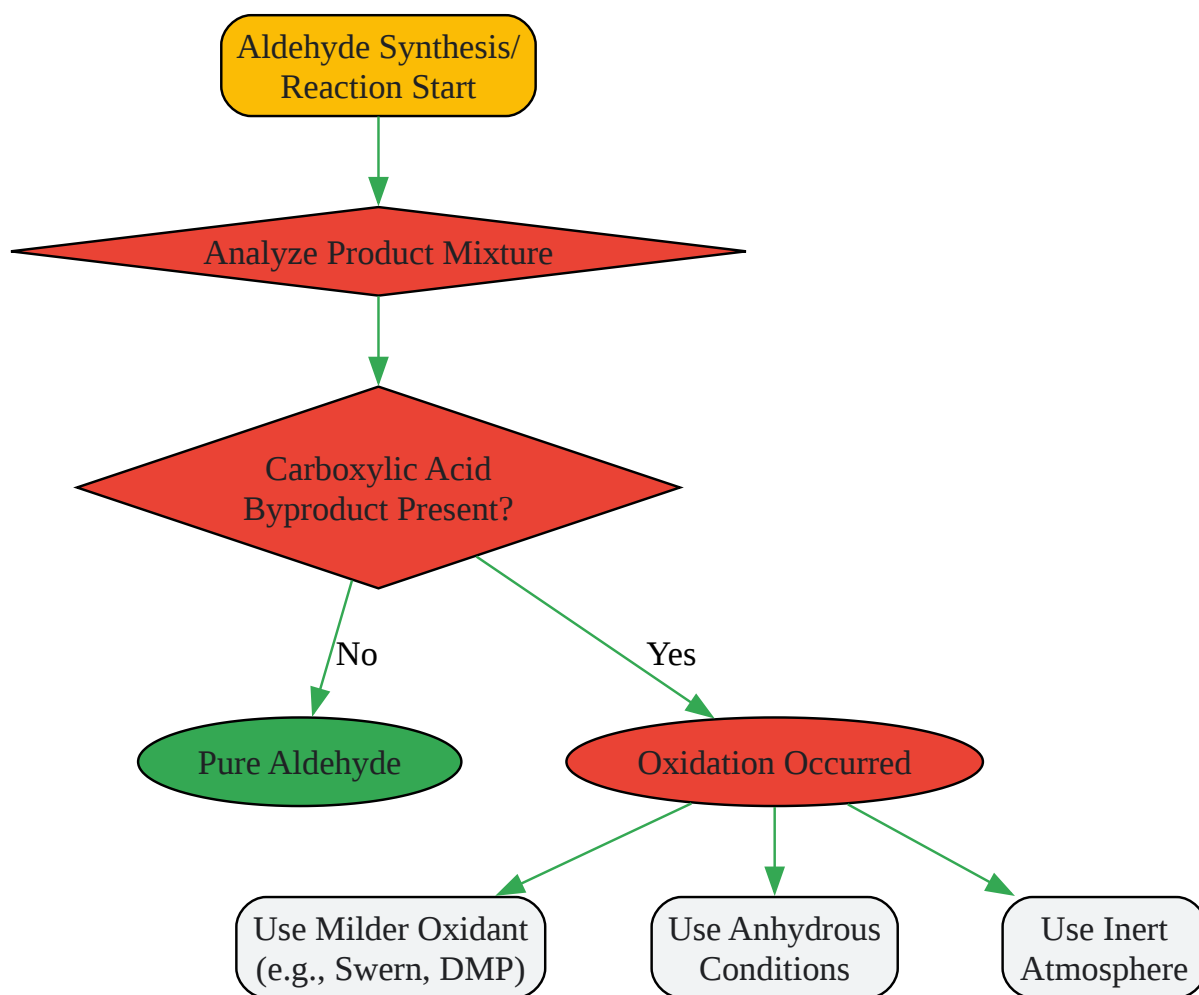 Aldehyde Synthesis/
Reaction Start
Analyze Product Mixture
Carboxylic Acid
Byproduct Present?
No
Yes
Pure Aldehyde
Oxidation Occurred
Use Milder Oxidant
(e.g., Swern, DMP)
Use Anhydrous
Conditions
Use Inert
Atmosphere